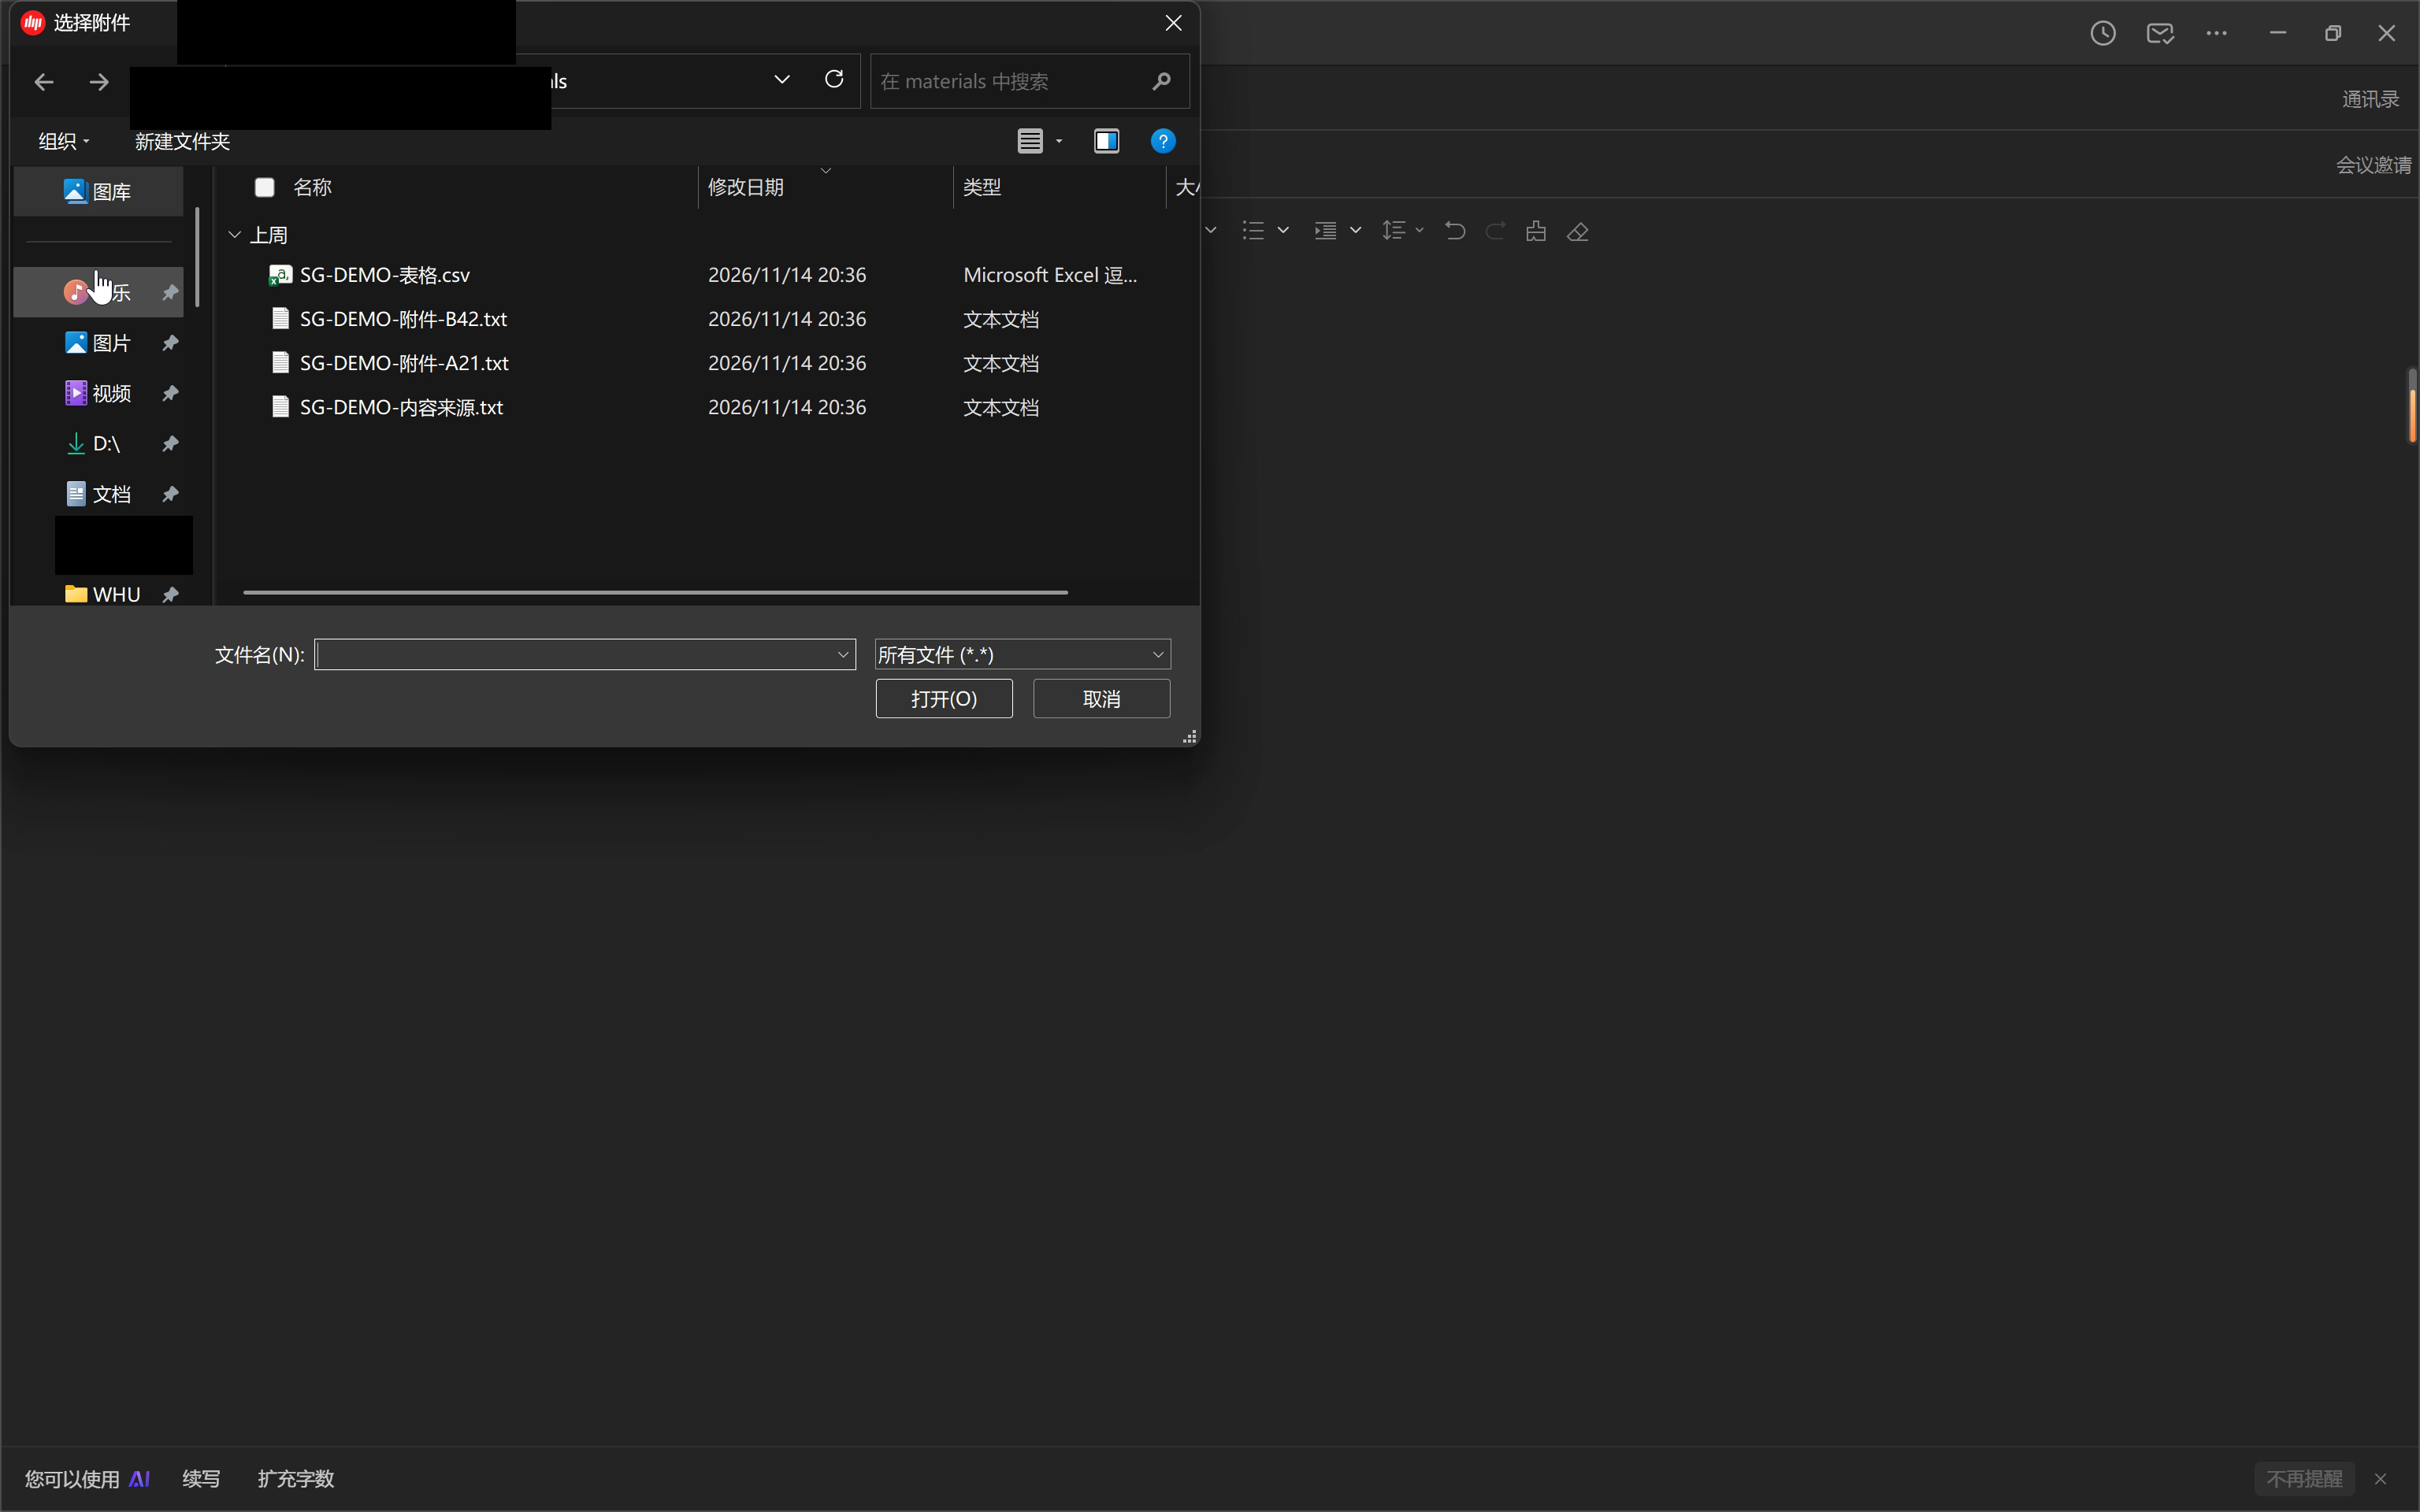 选择附件
在 materials 中搜索
通讯录
组织
新建文件夹
会议邀请
图库
名称
修改日期
类型
上周
SG-DEMO-表格.csv
2026/11/14 20:36
Microsoft Excel 逗...
乐
SG-DEMO-附件-B42.txt
2026/11/14 20:36
文本文档
图片
SG-DEMO-附件-A21.txt
2026/11/14 20:36
文本文档
视频
SG-DEMO-内容来源.txt
2026/11/14 20:36
文本文档
D:\
文档
WHU
文件名(N):
所有文件 (*.*)
打开(O)
取消
您可以使用 AI
续写
扩充字数
不再提醒